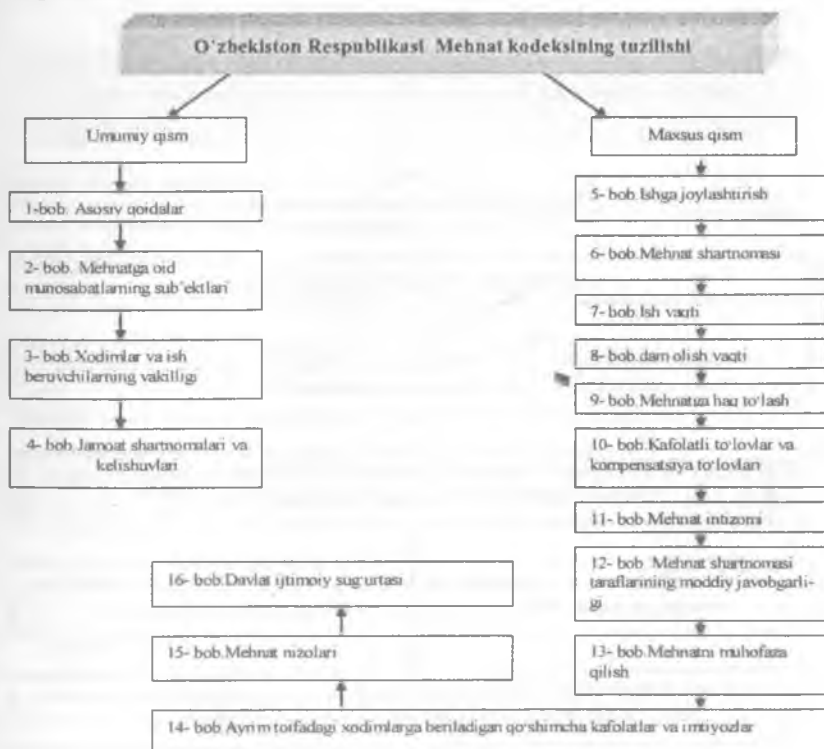 O'zbekiston Respublikasi Mehnat kodeksining tuzilishi
Umumiy qism
1-bob. Asosiy qoidalar
2- bob. Mehnatga oid
munosabatlarning sub'ektlari
3- bob.Xodimlar va ish
beruvchilarning vakilligi
4- bob.Jamoat shartnomalari va
kelishuvlari
Maxsus qism
5- bob.Ishga joylashtirish
6- bob.Mehnat shartnomasi
7- bob.Ish vaqti
8- bob.dam olish vaqti
9- bob.Mehnatga haq to'lash
10- bob.Kafolatli to'lovlar va
kompensatsiya to'lovlari
11- bob.Mehnat intizomi
12- bob. Mehnat shartnomasi
taraflarining moddiy javobgarli-
gi
13- bob.Mehnatni muhofaza
qilish
14- bob.Ayrim toifadagi xodimlarga beriladigan qo'shimcha kafolatlar va imtiyozlar
15- bob.Mehnat nizolari
16- bob.Davlat ijtimoiy sug'urtasi